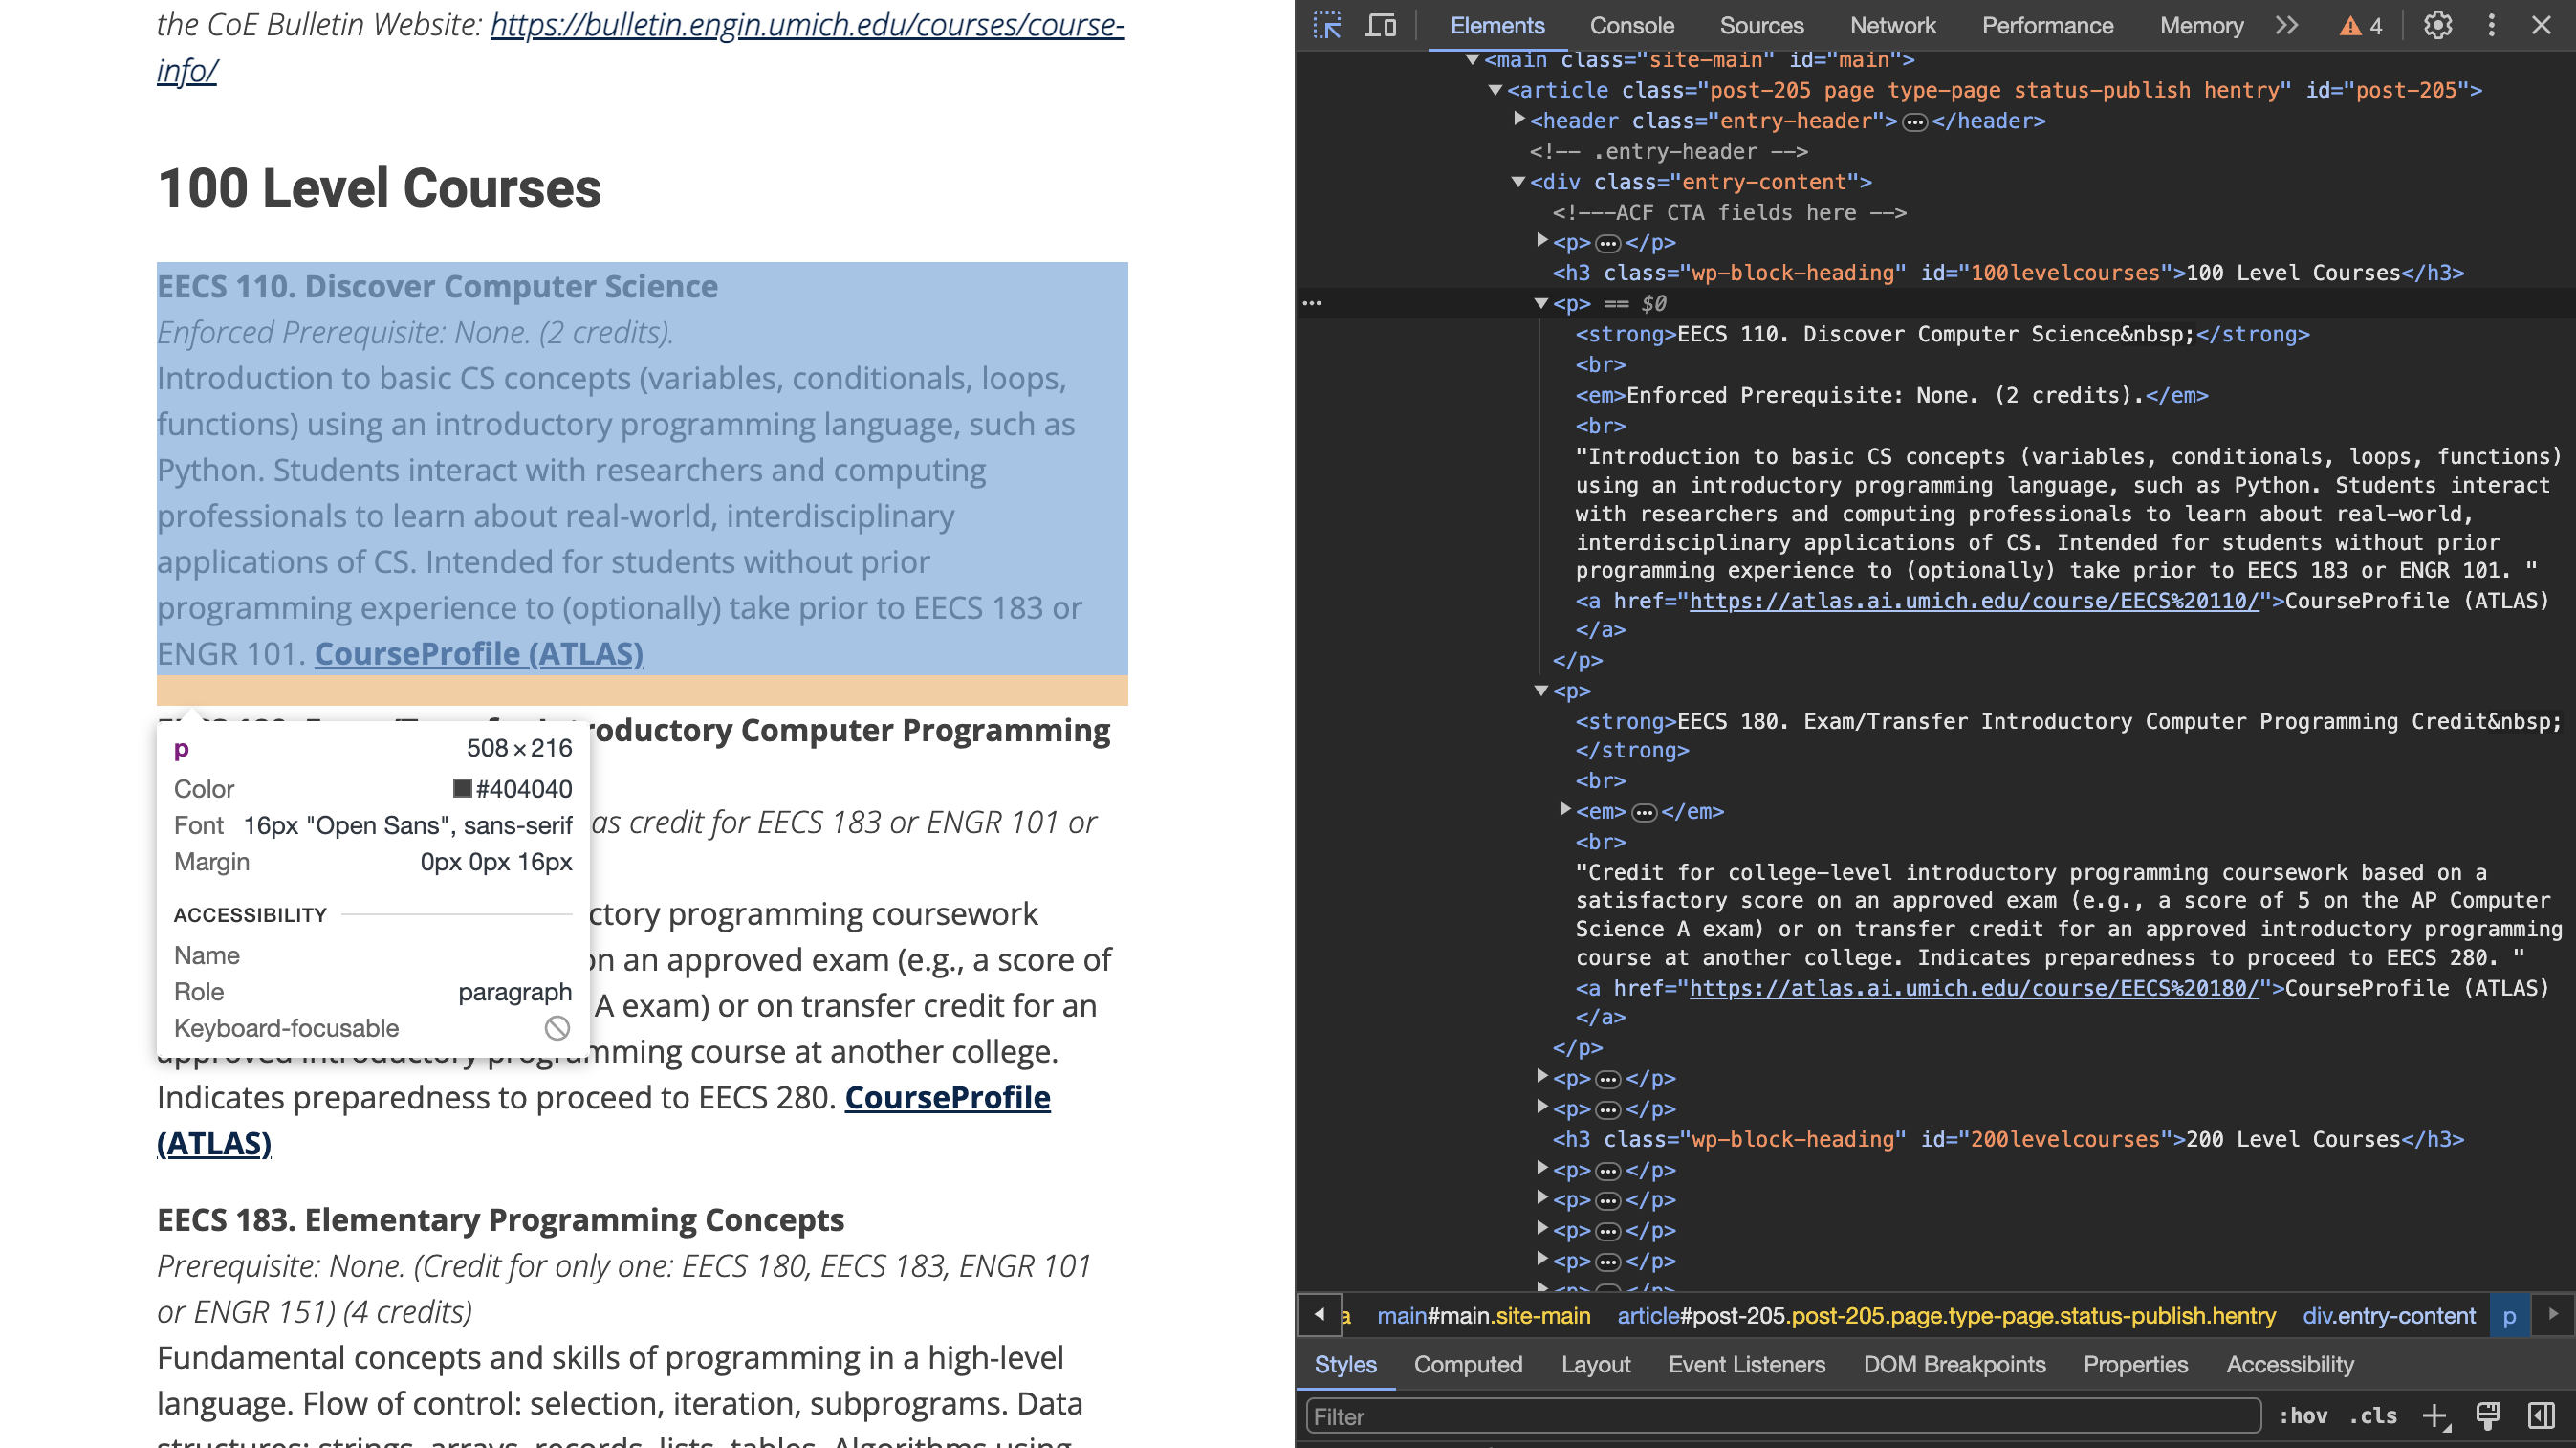 the CoE Bulletin Website: https://bulletin.engin.umich.edu/courses/course-
info/
100 Level Courses
EECS 110. Discover Computer Science
Enforced Prerequisite: None. (2 credits).
Introduction to basic CS concepts (variables, conditionals, loops,
functions) using an introductory programming language, such as
Python. Students interact with researchers and computing
professionals to learn about real-world, interdisciplinary
applications of CS. Intended for students without prior
programming experience to (optionally) take prior to EECS 183 or
ENGR 101. CourseProfile (ATLAS)
roductory Computer Programming
p 508×216
Color #404040
Font 16px "Open Sans", sans-serif
Margin 0px 0px 16px
ACCESSIBILITY
Name
Role paragraph
Keyboard-focusable
as credit for EECS 183 or ENGR 101 or
ctory programming coursework
on an approved exam (e.g., a score of
A exam) or on transfer credit for an
approved introductory programming course at another college.
Indicates preparedness to proceed to EECS 280. CourseProfile
(ATLAS)
EECS 183. Elementary Programming Concepts
Prerequisite: None. (Credit for only one: EECS 180, EECS 183, ENGR 101
or ENGR 151) (4 credits)
Fundamental concepts and skills of programming in a high-level
language. Flow of control: selection, iteration, subprograms. Data
structures: strings, arrays, records, lists, tables. Algorithms using
Elements Console Sources Network Performance Memory 4
<main class="site-main" id="main">
<article class="post-205 page type-page status-publish hentry" id="post-205">
<header class="entry-header">…</header>
<!-- .entry-header -->
<div class="entry-content">
<!---ACF CTA fields here -->
<p>…</p>
<h3 class="wp-block-heading" id="100levelcourses">100 Level Courses</h3>
… <p> == $0
<strong>EECS 110. Discover Computer Science&nbsp;</strong>
<br>
<em>Enforced Prerequisite: None. (2 credits).</em>
<br>
"Introduction to basic CS concepts (variables, conditionals, loops, functions)
using an introductory programming language, such as Python. Students interact
with researchers and computing professionals to learn about real-world,
interdisciplinary applications of CS. Intended for students without prior
programming experience to (optionally) take prior to EECS 183 or ENGR 101. "
<a href="https://atlas.ai.umich.edu/course/EECS%20110/">CourseProfile (ATLAS)
</a>
</p>
<p>
<strong>EECS 180. Exam/Transfer Introductory Computer Programming Credit&nbsp;
</strong>
<br>
<em>…</em>
<br>
"Credit for college-level introductory programming coursework based on a
satisfactory score on an approved exam (e.g., a score of 5 on the AP Computer
Science A exam) or on transfer credit for an approved introductory programming
course at another college. Indicates preparedness to proceed to EECS 280. "
<a href="https://atlas.ai.umich.edu/course/EECS%20180/">CourseProfile (ATLAS)
</a>
</p>
<p>…</p>
<p>…</p>
<h3 class="wp-block-heading" id="200levelcourses">200 Level Courses</h3>
<p>…</p>
<p>…</p>
<p>…</p>
<p>…</p>
a main#main.site-main article#post-205.post-205.page.type-page.status-publish.hentry div.entry-content p
Styles Computed Layout Event Listeners DOM Breakpoints Properties Accessibility
Filter :hov .cls